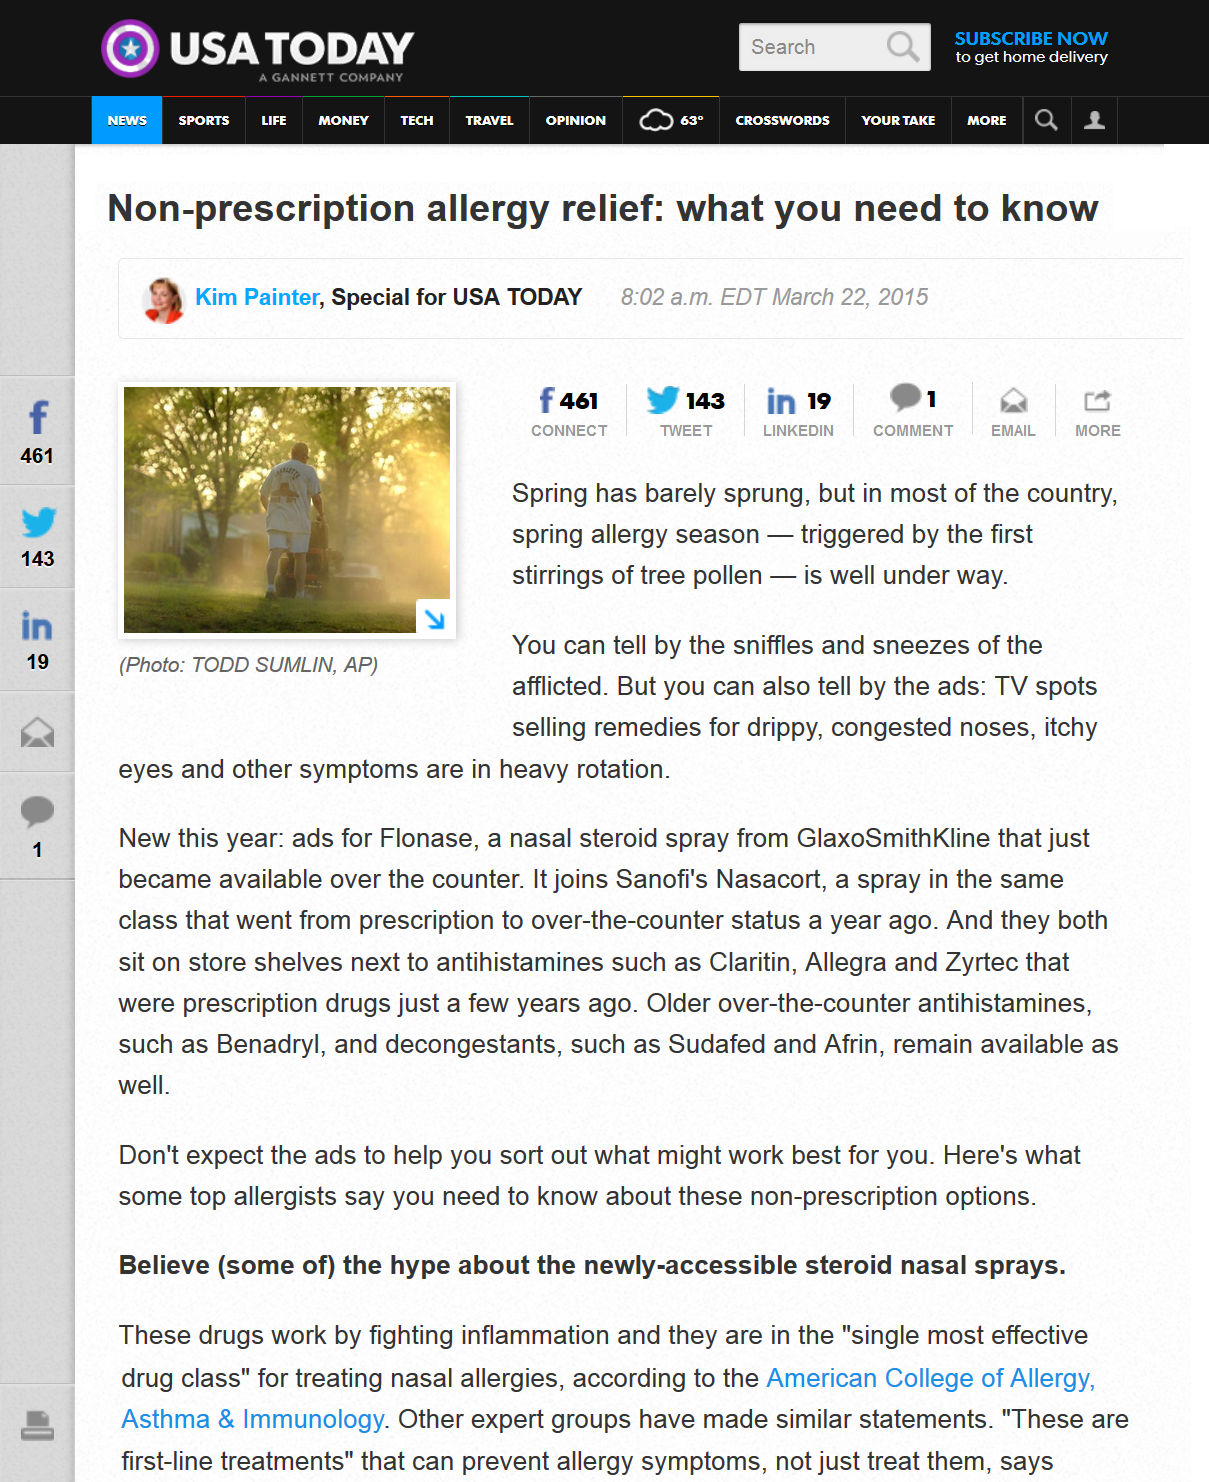 USA TODAY
A GANNETT COMPANY
Search
SUBSCRIBE NOW
to get home delivery
NEWS SPORTS LIFE MONEY TECH TRAVEL OPINION 63° CROSSWORDS YOUR TAKE MORE
Non-prescription allergy relief: what you need to know
Kim Painter, Special for USA TODAY 8:02 a.m. EDT March 22, 2015
461
143
19
1
(Photo: TODD SUMLIN, AP)
461 143 19 1
CONNECT TWEET LINKEDIN COMMENT EMAIL MORE
Spring has barely sprung, but in most of the country,
spring allergy season — triggered by the first
stirrings of tree pollen — is well under way.
You can tell by the sniffles and sneezes of the
afflicted. But you can also tell by the ads: TV spots
selling remedies for drippy, congested noses, itchy
eyes and other symptoms are in heavy rotation.
New this year: ads for Flonase, a nasal steroid spray from GlaxoSmithKline that just
became available over the counter. It joins Sanofi's Nasacort, a spray in the same
class that went from prescription to over-the-counter status a year ago. And they both
sit on store shelves next to antihistamines such as Claritin, Allegra and Zyrtec that
were prescription drugs just a few years ago. Older over-the-counter antihistamines,
such as Benadryl, and decongestants, such as Sudafed and Afrin, remain available as
well.
Don't expect the ads to help you sort out what might work best for you. Here's what
some top allergists say you need to know about these non-prescription options.
Believe (some of) the hype about the newly-accessible steroid nasal sprays.
These drugs work by fighting inflammation and they are in the "single most effective
drug class" for treating nasal allergies, according to the American College of Allergy,
Asthma & Immunology. Other expert groups have made similar statements. "These are
first-line treatments" that can prevent allergy symptoms, not just treat them, says